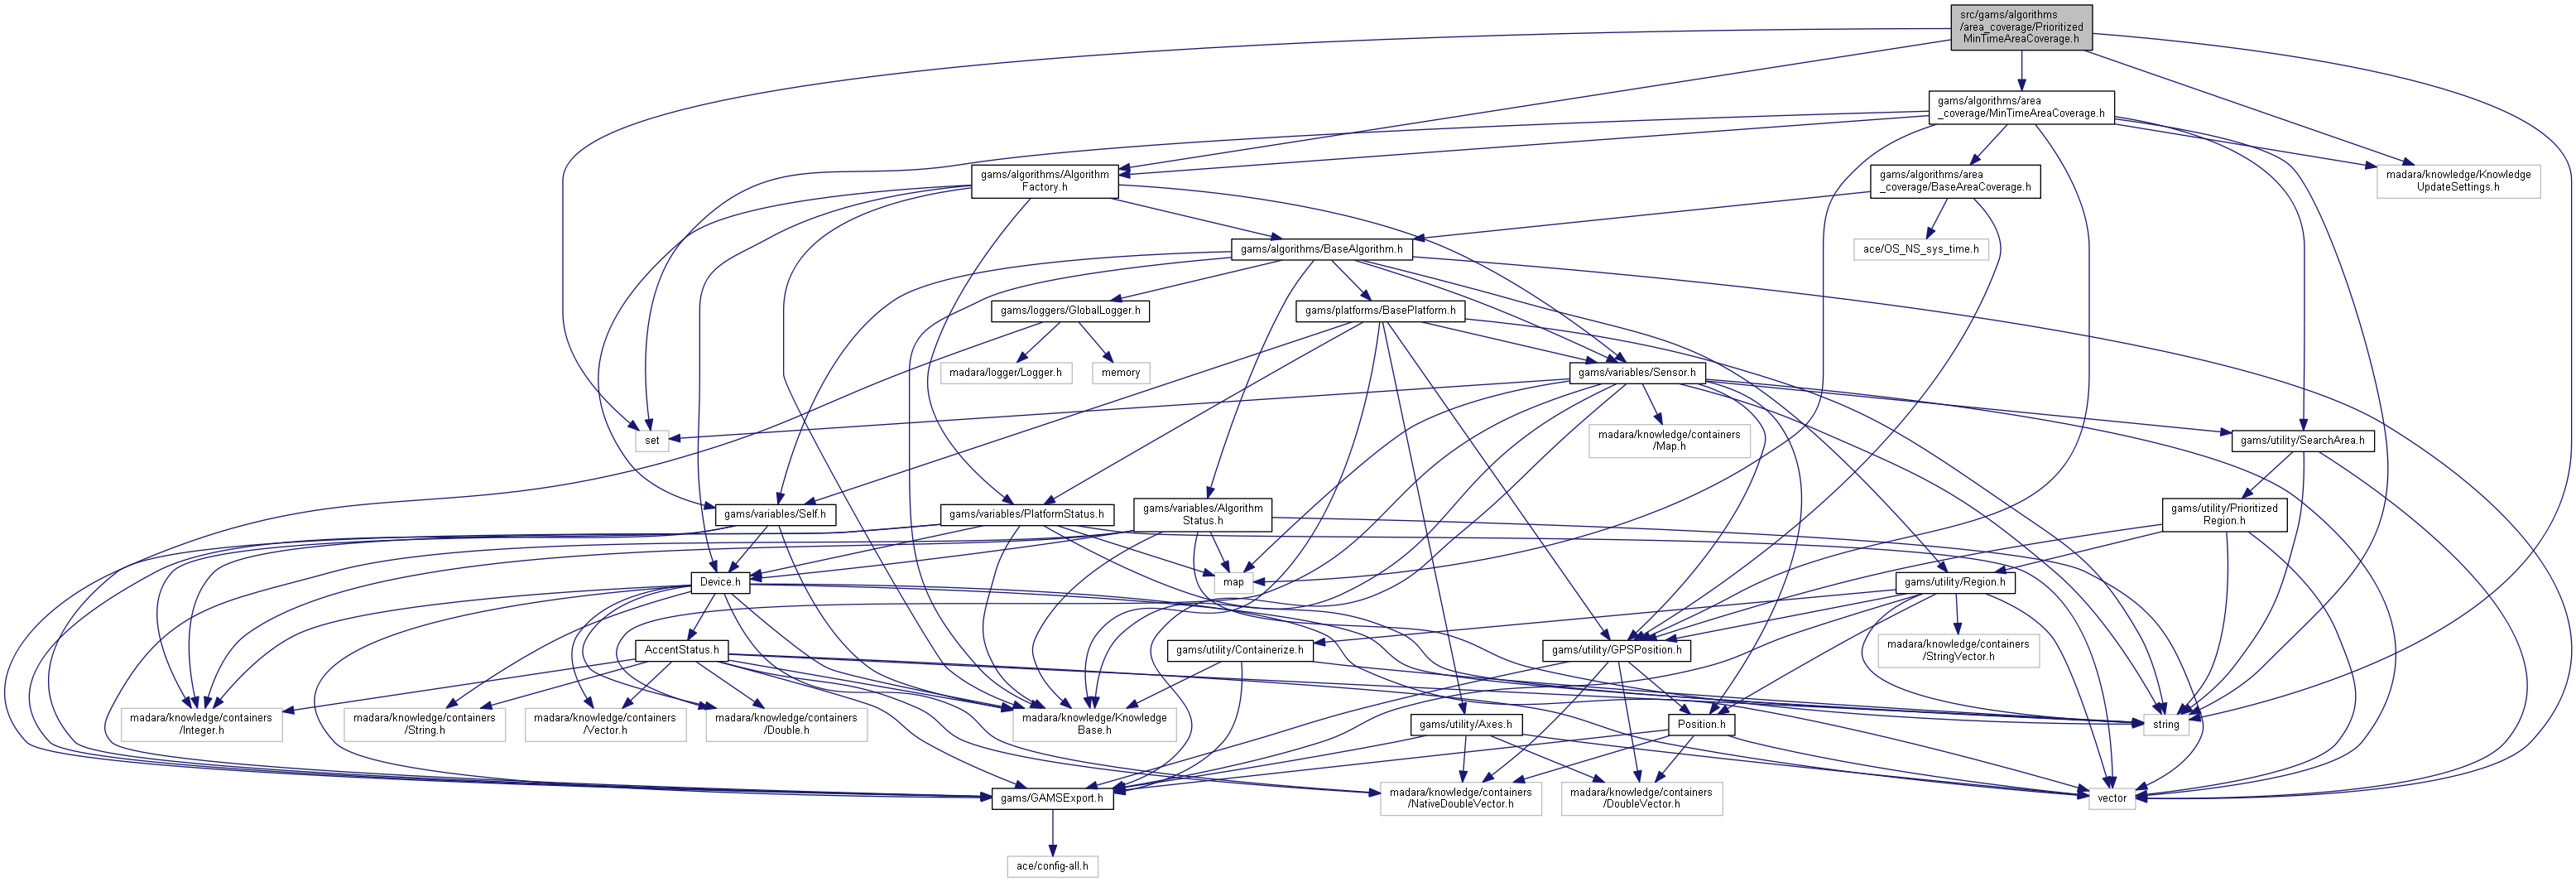 src/gams/algorithms
/area_coverage/Prioritized
MinTimeAreaCoverage.h
gams/algorithms/area
_coverage/MinTimeAreaCoverage.h
gams/algorithms/Algorithm
Factory.h
gams/algorithms/area
_coverage/BaseAreaCoverage.h
madara/knowledge/Knowledge
UpdateSettings.h
gams/algorithms/BaseAlgorithm.h
ace/OS_NS_sys_time.h
gams/loggers/GlobalLogger.h
gams/platforms/BasePlatform.h
madara/logger/Logger.h
memory
gams/variables/Sensor.h
set
madara/knowledge/containers
/Map.h
gams/utility/SearchArea.h
gams/variables/Self.h
gams/variables/PlatformStatus.h
gams/variables/Algorithm
Status.h
gams/utility/Prioritized
Region.h
Device.h
map
gams/utility/Region.h
AccentStatus.h
gams/utility/Containerize.h
gams/utility/GPSPosition.h
madara/knowledge/containers
/StringVector.h
madara/knowledge/containers
/Integer.h
madara/knowledge/containers
/String.h
madara/knowledge/containers
/Vector.h
madara/knowledge/containers
/Double.h
madara/knowledge/Knowledge
Base.h
gams/utility/Axes.h
Position.h
string
gams/GAMSExport.h
madara/knowledge/containers
/NativeDoubleVector.h
madara/knowledge/containers
/DoubleVector.h
vector
ace/config-all.h